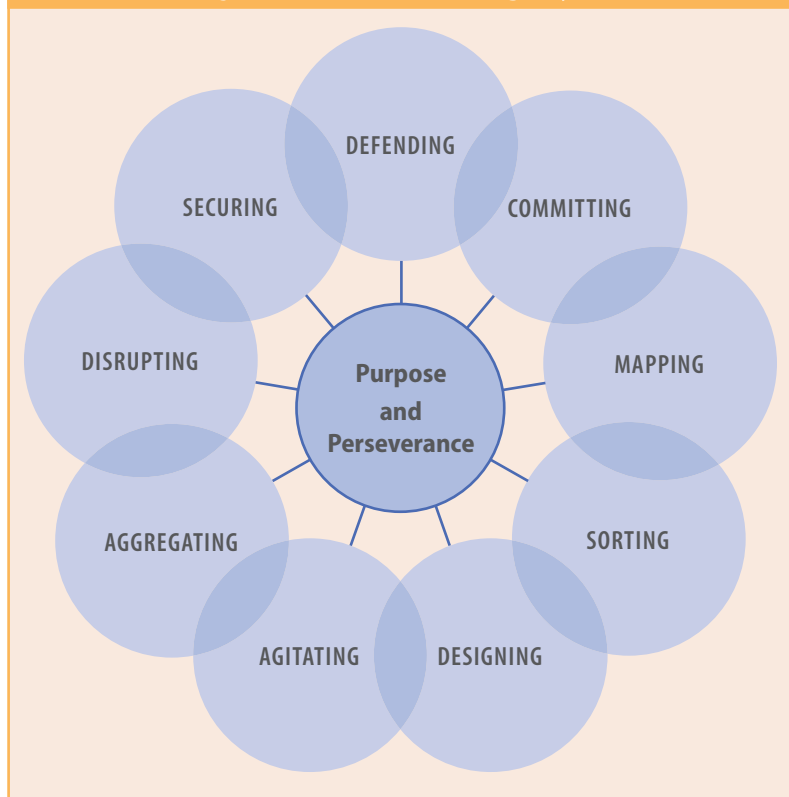 DEFENDING
COMMITTING
MAPPING
SORTING
DESIGNING
AGITATING
AGGREGATING
DISRUPTING
SECURING
Purpose
and
Perseverance